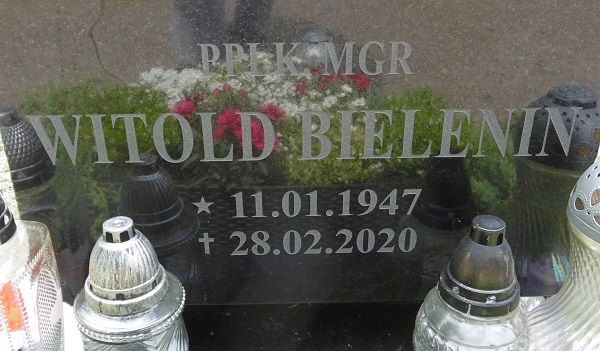 PPŁK. MGR
WITOLD BIELENIN
★ 11.01.1947
✝ 28.02.2020